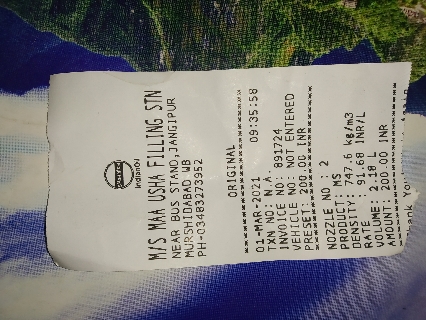 IndianOil
M/S MAA USHA FILLING STN
NEAR BUS STAND,JANGIPUR
MURSHIDABAD WB
PH-03483273952
ORIGINAL
01-MAR-2021 09:35:58
TXN NO: N.A.
INVOICE NO: 891724
VEHICLE NO: NOT ENTERED
PRESET: 200.00 INR
NOZZLE NO : 2
PRODUCT: MS
DENSITY: 747.6 kg/m3
RATE : 91.68 INR/L
VOLUME: 2.18 L
AMOUNT: 200.00 INR